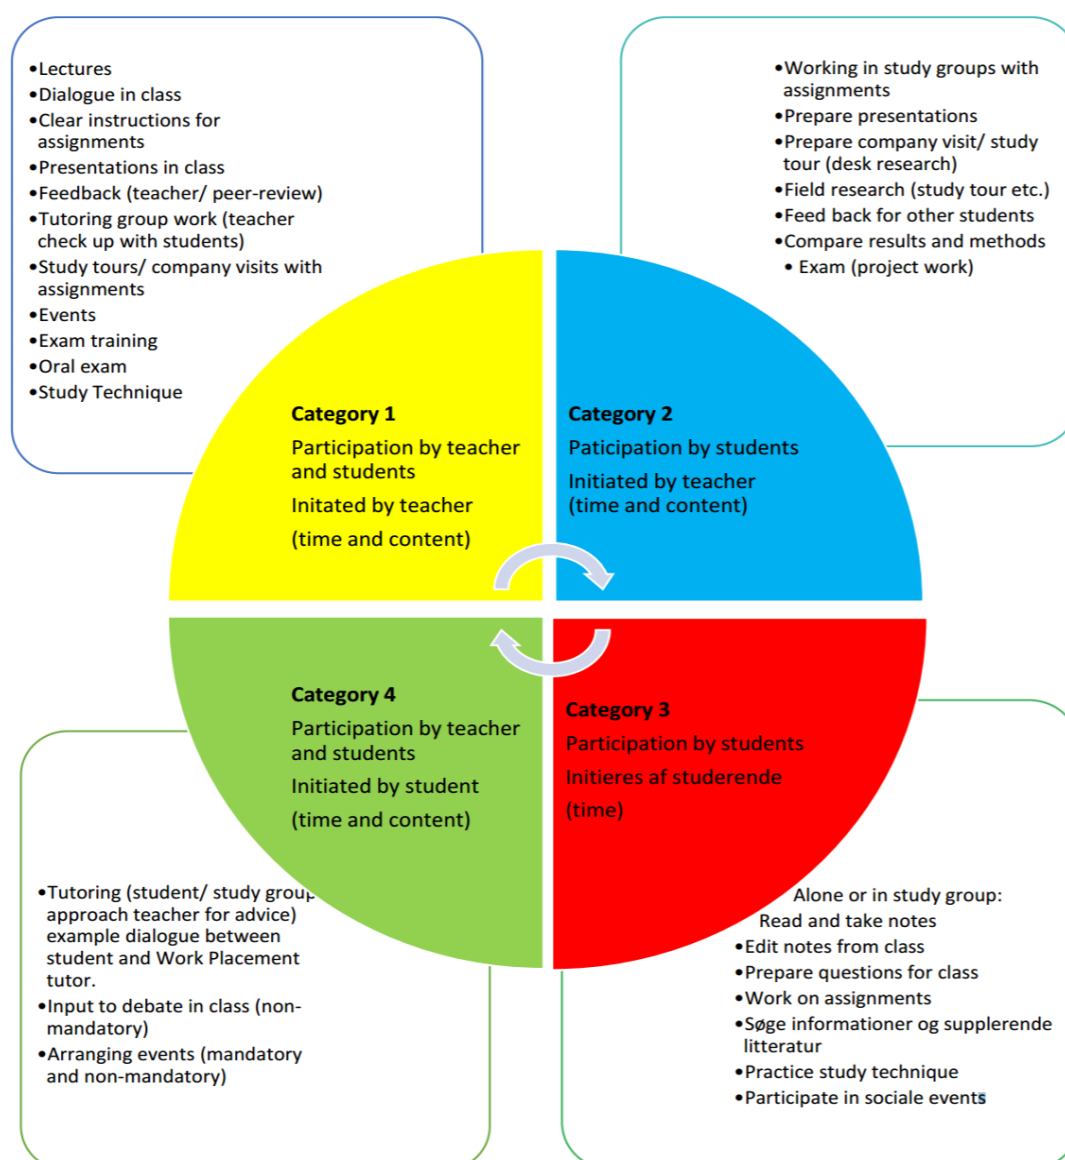 •Lectures
•Dialogue in class
•Clear instructions for
assignments
•Presentations in class
•Feedback (teacher/ peer-review)
•Tutoring group work (teacher
check up with students)
•Study tours/ company visits with
assignments
•Events
•Exam training
•Oral exam
•Study Technique
•Working in study groups with
assignments
•Prepare presentations
•Prepare company visit/ study
tour (desk research)
•Field research (study tour etc.)
•Feed back for other students
•Compare results and methods
• Exam (project work)
Category 1
Participation by teacher
and students
Initated by teacher
(time and content)
Category 2
Paticipation by students
Initiated by teacher
(time and content)
Category 4
Participation by teacher
and students
Initiated by student
(time and content)
Category 3
Participation by students
Initieres af studerende
(time)
•Tutoring (student/ study group
approach teacher for advice)
example dialogue between
student and Work Placement
tutor.
•Input to debate in class (non-
mandatory)
•Arranging events (mandatory
and non-mandatory)
Alone or in study group:
Read and take notes
•Edit notes from class
•Prepare questions for class
•Work on assignments
•Søge informationer og supplerende
litteratur
•Practice study technique
•Participate in sociale events